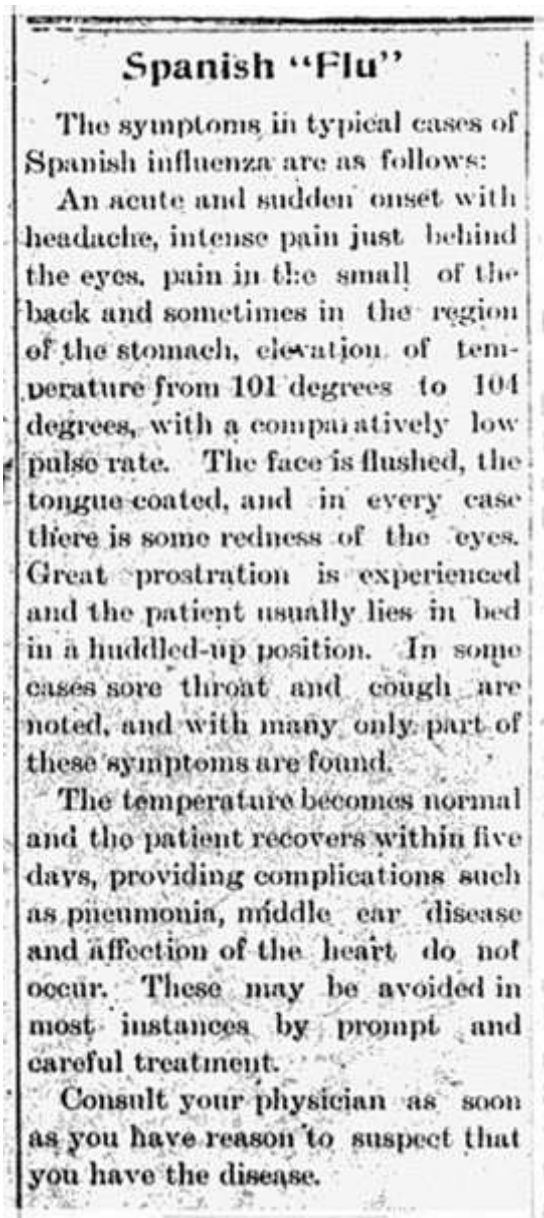 Spanish "Flu"
The symptoms in typical cases of
Spanish influenza are as follows:
An acute and sudden onset with
headache, intense pain just behind
the eyes, pain in the small of the
back and sometimes in the region
of the stomach, elevation of tem-
perature from 101 degrees to 104
degrees, with a comparatively low
pulse rate. The face is flushed, the
tongue coated, and in every case
there is some redness of the eyes.
Great prostration is experienced
and the patient usually lies in bed
in a huddled-up position. In some
cases sore throat and cough are
noted, and with many only part of
these symptoms are found.
The temperature becomes normal
and the patient recovers within five
days, providing complications such
as pneumonia, middle ear disease
and affection of the heart do not
occur. These may be avoided in
most instances by prompt and
careful treatment.
Consult your physician as soon
as you have reason to suspect that
you have the disease.